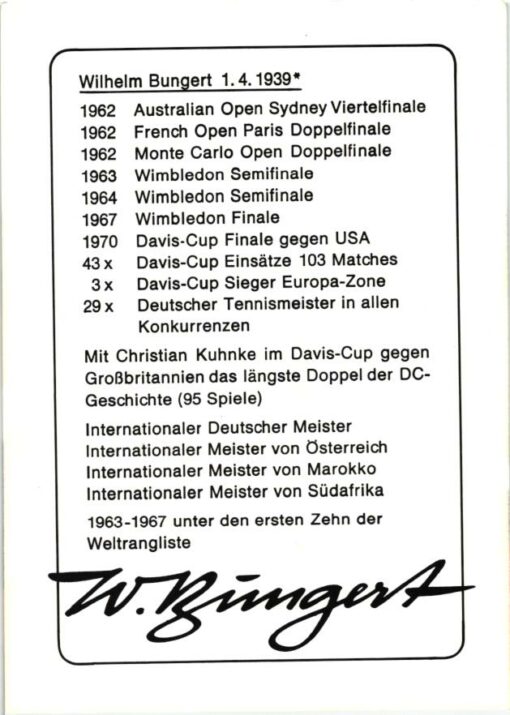 Wilhelm Bungert 1.4.1939*
1962 Australian Open Sydney Viertelfinale
1962 French Open Paris Doppelfinale
1962 Monte Carlo Open Doppelfinale
1963 Wimbledon Semifinale
1964 Wimbledon Semifinale
1967 Wimbledon Finale
1970 Davis-Cup Finale gegen USA
43 x Davis-Cup Einsätze 103 Matches
3 x Davis-Cup Sieger Europa-Zone
29 x Deutscher Tennismeister in allen
Konkurrenzen
Mit Christian Kuhnke im Davis-Cup gegen
Großbritannien das längste Doppel der DC-
Geschichte (95 Spiele)
Internationaler Deutscher Meister
Internationaler Meister von Österreich
Internationaler Meister von Marokko
Internationaler Meister von Südafrika
1963-1967 unter den ersten Zehn der
Weltrangliste
W. Bungert